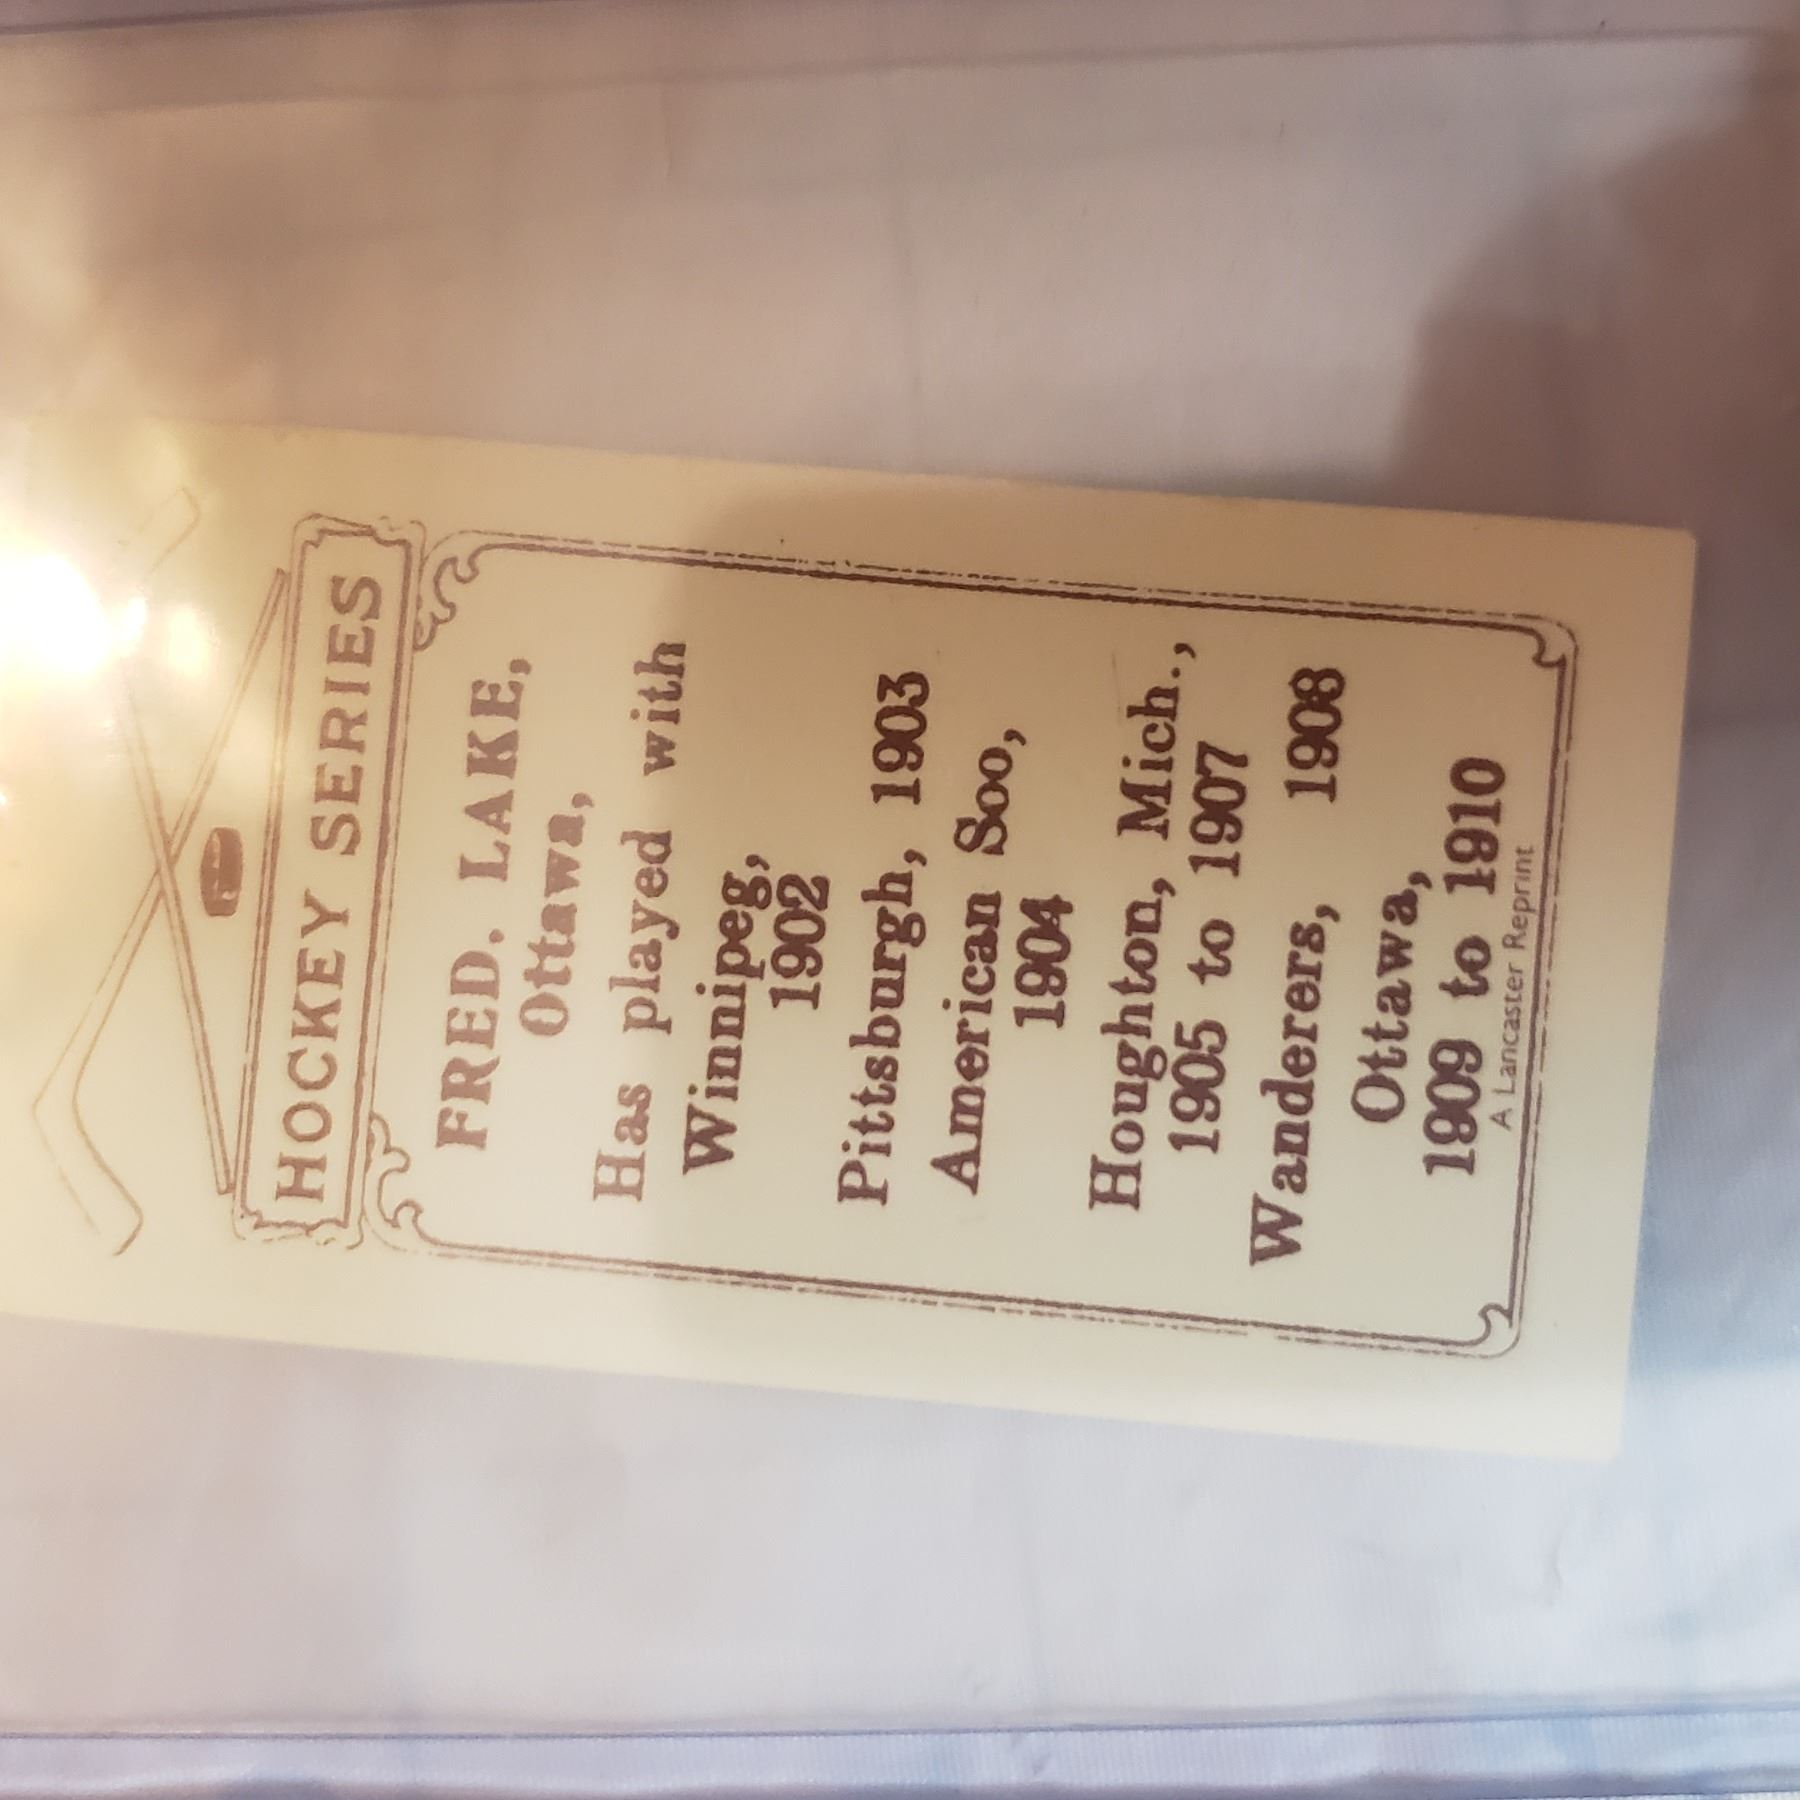 HOCKEY SERIES
FRED. LAKE,
Ottawa,
Has played with
Winnipeg,
1902
Pittsburgh, 1903
American Soo,
1904
Houghton, Mich.,
1905 to 1907
Wanderers, 1908
Ottawa,
1909 to 1910
A Lancaster Reprint